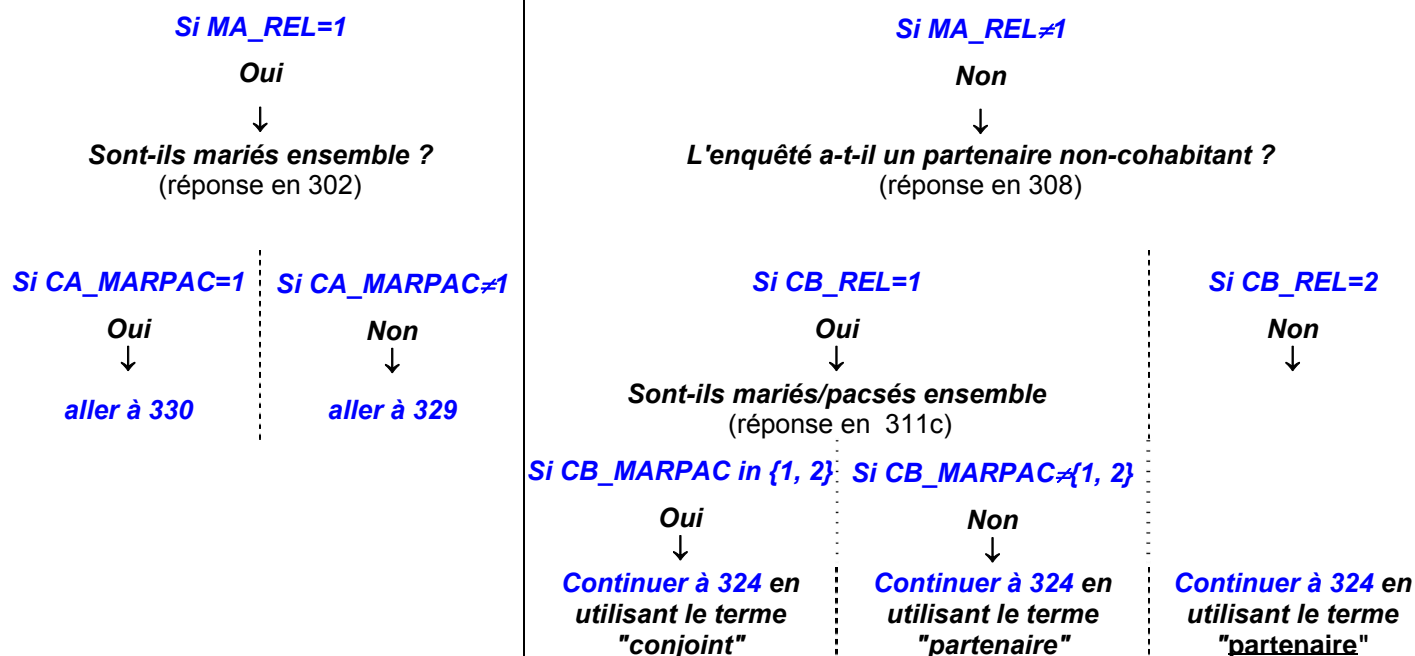 Si MA_REL=1
Oui
↓
Sont-ils mariés ensemble ?
(réponse en 302)
Si CA_MARPAC=1
Oui
↓
aller à 330
Si CA_MARPAC≠1
Non
↓
aller à 329
Si MA_REL≠1
Non
↓
L'enquêté a-t-il un partenaire non-cohabitant ?
(réponse en 308)
Si CB_REL=1
Oui
↓
Sont-ils mariés/pacsés ensemble
(réponse en 311c)
Si CB_MARPAC in {1, 2}
Oui
↓
Continuer à 324 en
utilisant le terme
"conjoint"
Si CB_MARPAC≠{1, 2}
Non
↓
Continuer à 324 en
utilisant le terme
"partenaire"
Si CB_REL=2
Non
↓
Continuer à 324 en
utilisant le terme
"partenaire"